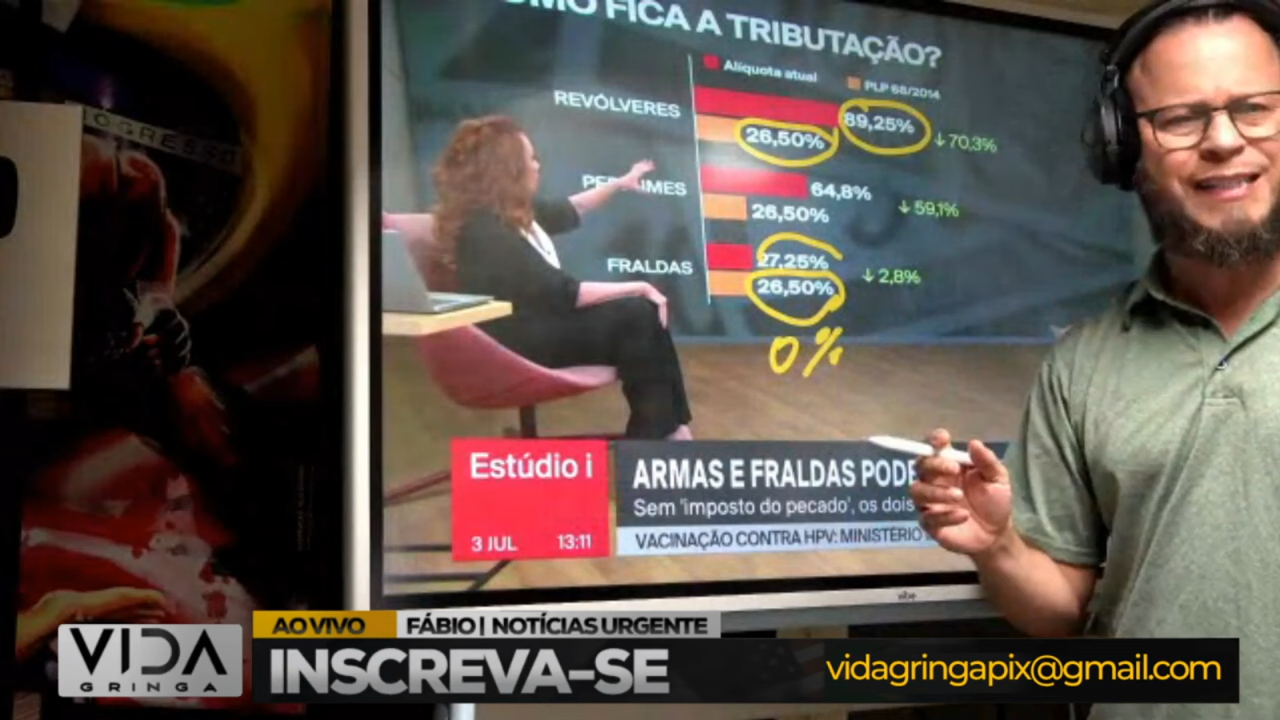 OMO FICA A TRIBUTAÇÃO?
Alíquota atual
PLP 68/2014
REVÓLVERES
89,25%
26,50%
↓70,3%
64,8%
26,50%
↓59,1%
FRALDAS
27,25%
26,50%
↓2,8%
0%
OGRESSO
Estúdio i
3 JUL 13:11
ARMAS E FRALDAS PODE
Sem 'imposto do pecado', os dois
VACINAÇÃO CONTRA HPV: MINISTÉRIO
vibe
VIDA
GRINGA
AO VIVO
FÁBIO | NOTÍCIAS URGENTE
INSCREVA-SE
vidagringapix@gmail.com